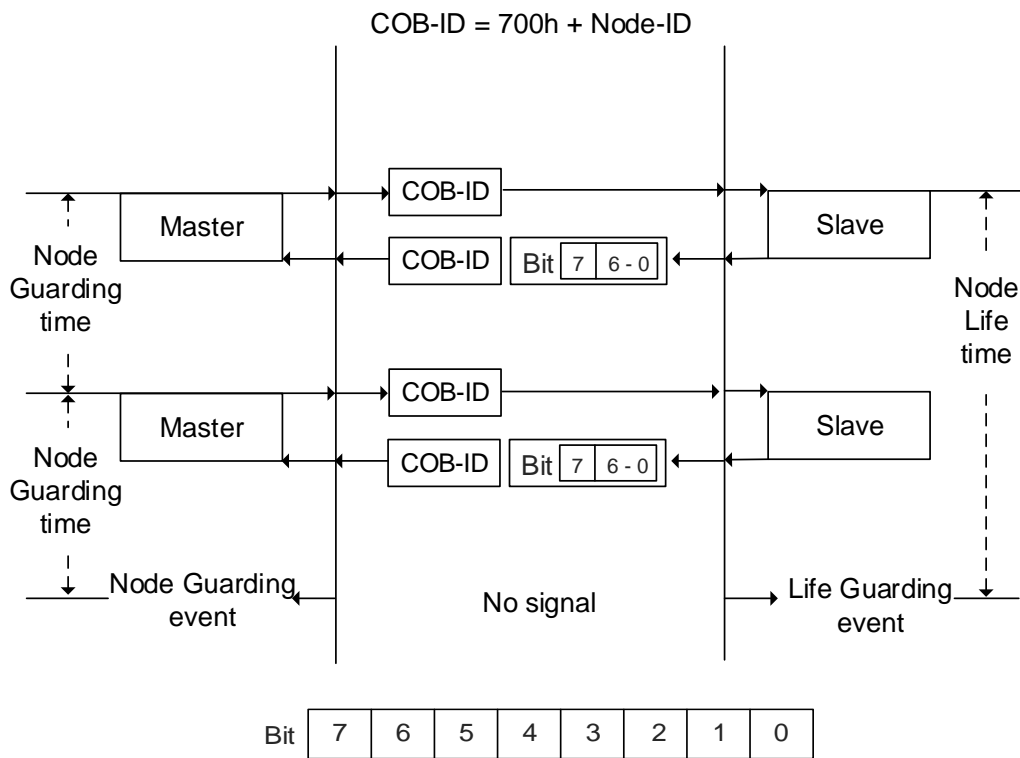 COB-ID = 700h + Node-ID
COB-ID
Master
Slave
Node
Guarding
time
COB-ID
Bit 7 6 - 0
Node
Life
time
COB-ID
Master
Slave
Node
Guarding
time
COB-ID
Bit 7 6 - 0
Node Guarding
event
No signal
Life Guarding
event
Bit 7 6 5 4 3 2 1 0